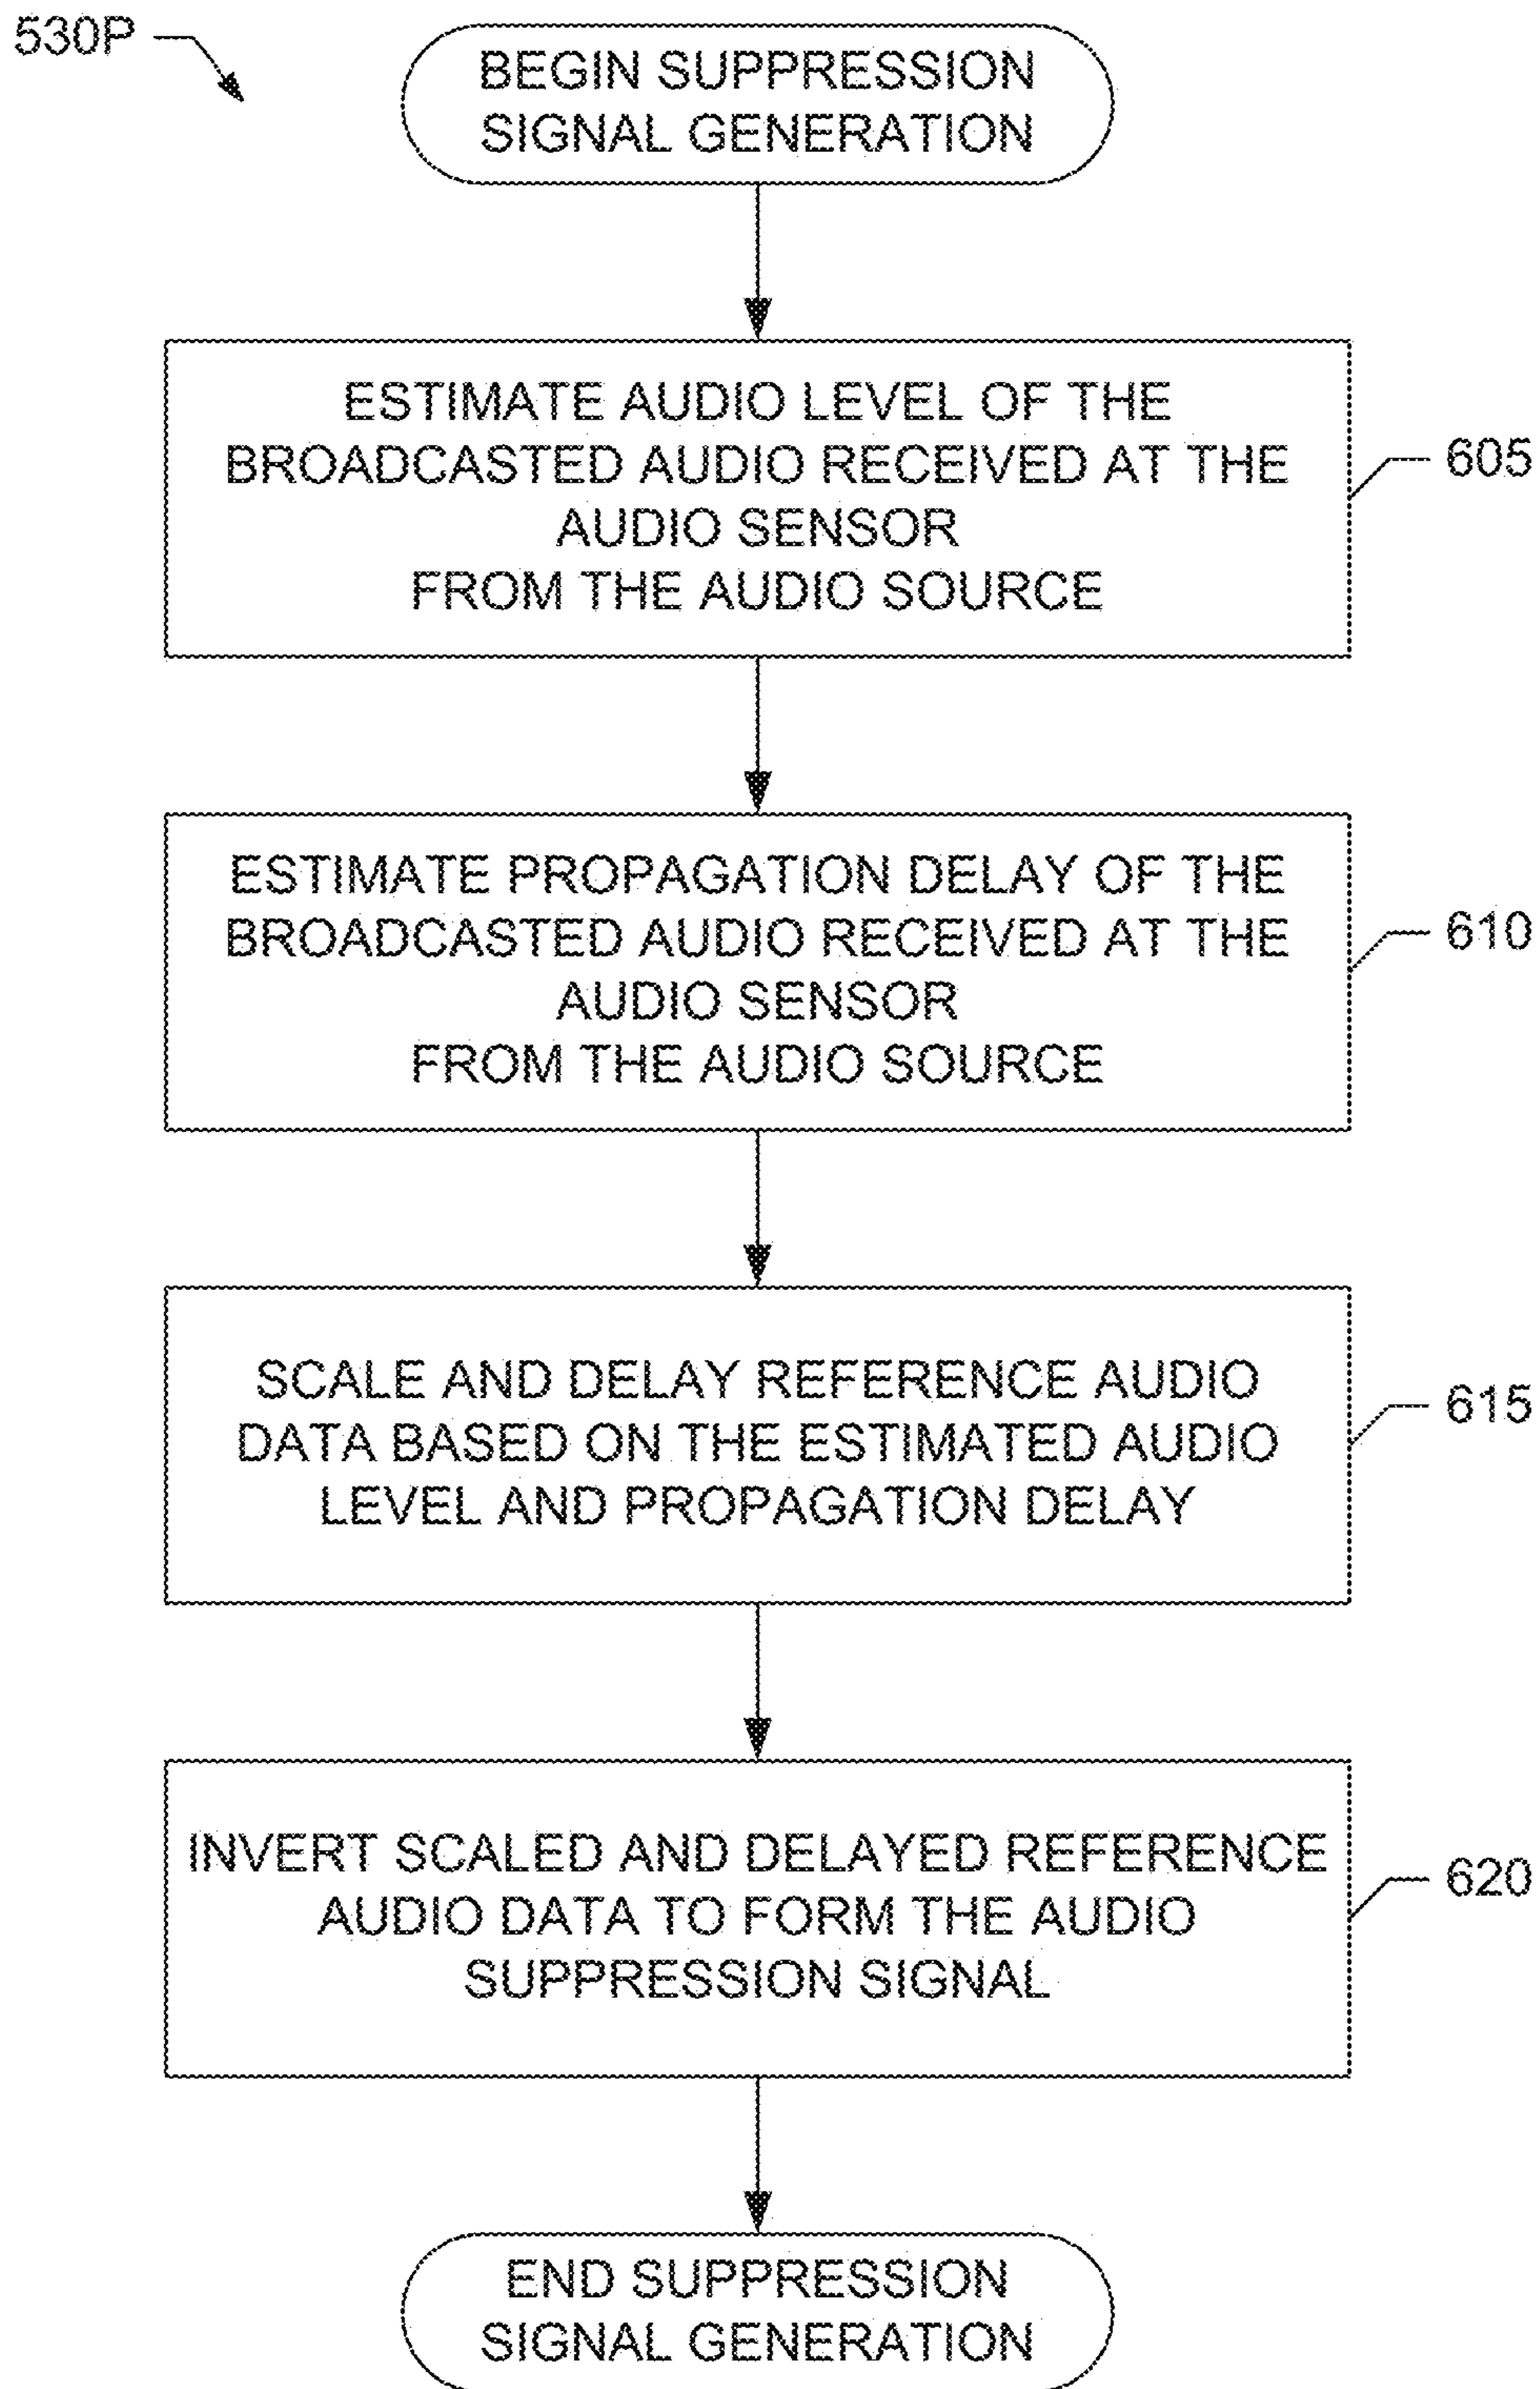 530P
BEGIN SUPPRESSION
SIGNAL GENERATION
ESTIMATE AUDIO LEVEL OF THE
BROADCASTED AUDIO RECEIVED AT THE
AUDIO SENSOR
FROM THE AUDIO SOURCE
605
ESTIMATE PROPAGATION DELAY OF THE
BROADCASTED AUDIO RECEIVED AT THE
AUDIO SENSOR
FROM THE AUDIO SOURCE
610
SCALE AND DELAY REFERENCE AUDIO
DATA BASED ON THE ESTIMATED AUDIO
LEVEL AND PROPAGATION DELAY
615
INVERT SCALED AND DELAYED REFERENCE
AUDIO DATA TO FORM THE AUDIO
SUPPRESSION SIGNAL
620
END SUPPRESSION
SIGNAL GENERATION